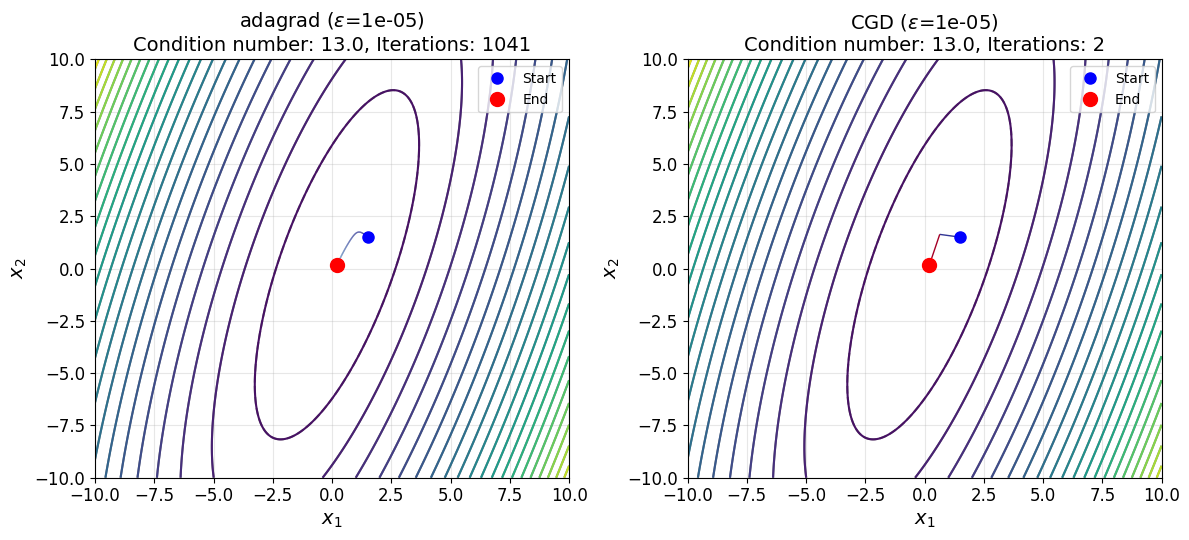 adagrad (ε=1e-05)
Condition number: 13.0, Iterations: 1041
10.0
7.5
5.0
2.5
0.0
−2.5
−5.0
−7.5
−10.0
x₂
Start
End
−10.0 −7.5 −5.0 −2.5 0.0 2.5 5.0 7.5 10.0
x₁
CGD (ε=1e-05)
Condition number: 13.0, Iterations: 2
10.0
7.5
5.0
2.5
0.0
−2.5
−5.0
−7.5
−10.0
x₂
Start
End
−10.0 −7.5 −5.0 −2.5 0.0 2.5 5.0 7.5 10.0
x₁